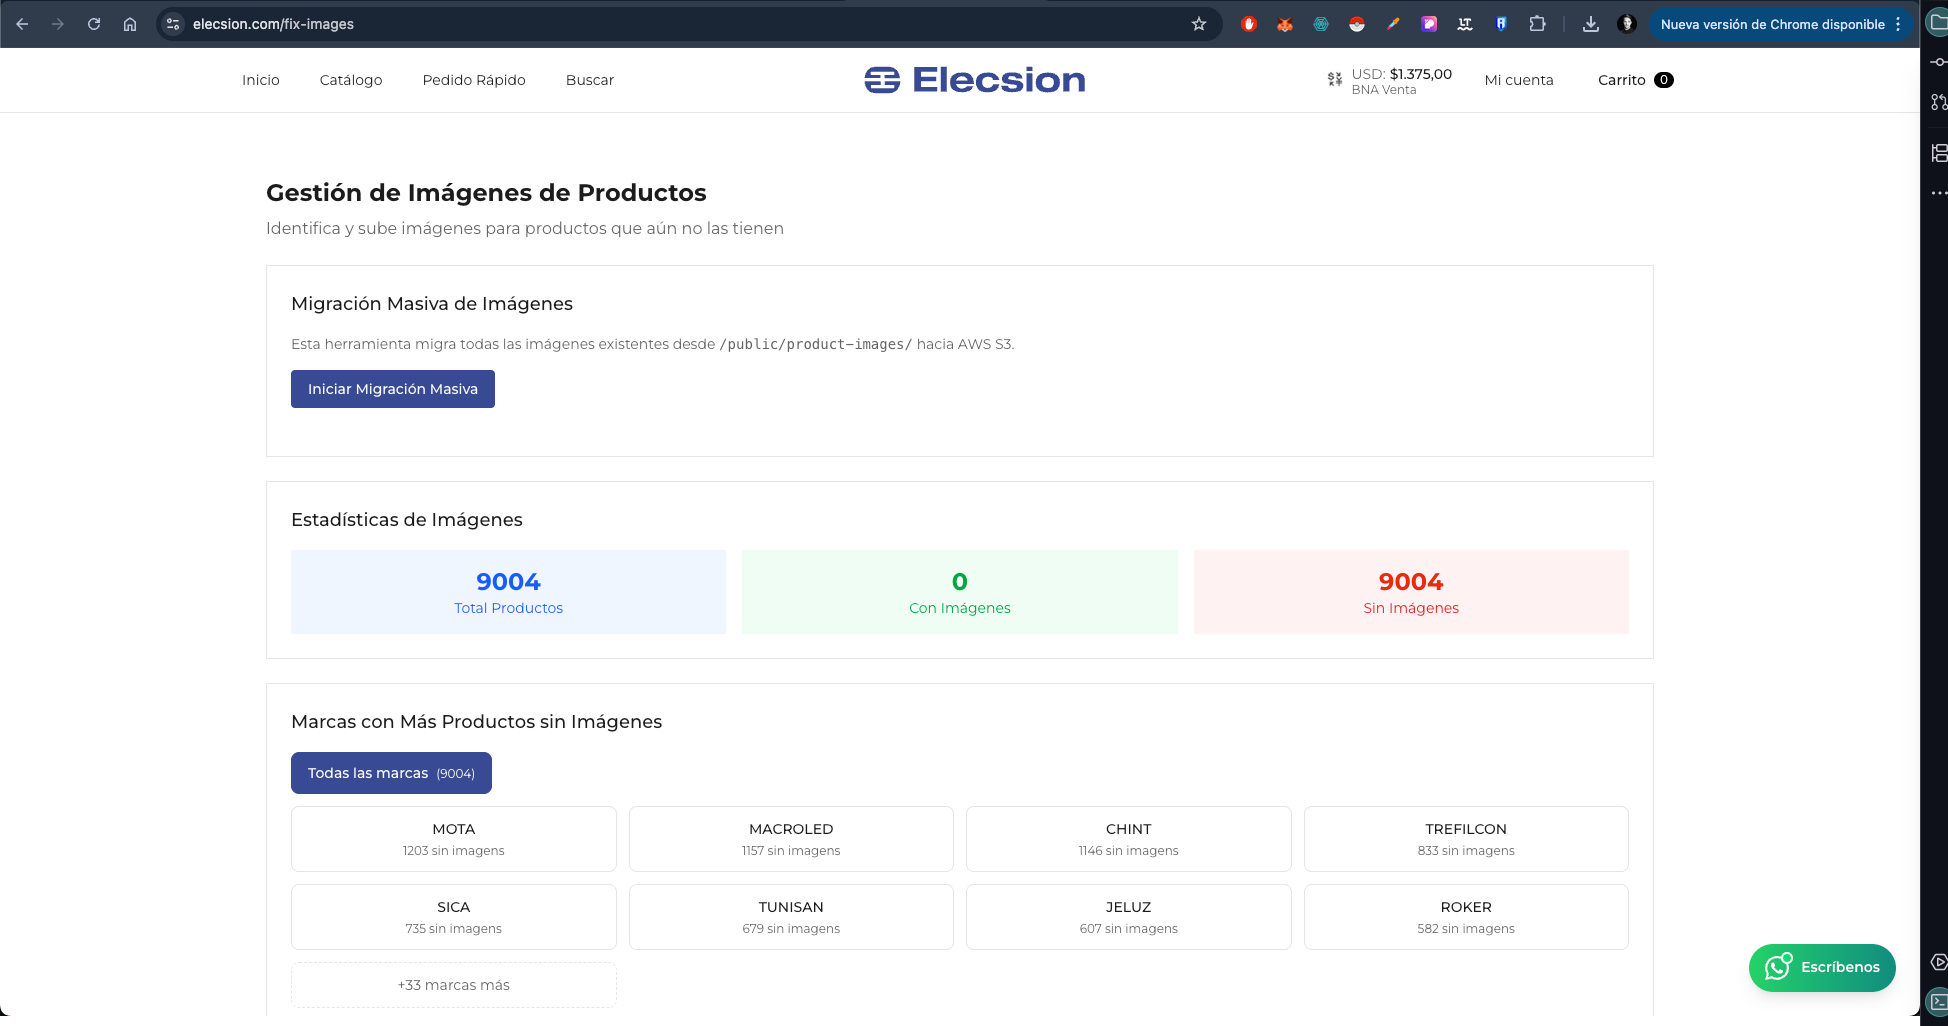 elecsion.com/fix-images
Nueva versión de Chrome disponible
Inicio
Catálogo
Pedido Rápido
Buscar
Elecsion
USD: $1.375,00
BNA Venta
Mi cuenta
Carrito 0
Gestión de Imágenes de Productos
Identifica y sube imágenes para productos que aún no las tienen
Migración Masiva de Imágenes
Esta herramienta migra todas las imágenes existentes desde /public/product-images/ hacia AWS S3.
Iniciar Migración Masiva
Estadísticas de Imágenes
9004
Total Productos
0
Con Imágenes
9004
Sin Imágenes
Marcas con Más Productos sin Imágenes
Todas las marcas (9004)
MOTA
1203 sin imagens
MACROLED
1157 sin imagens
CHINT
1146 sin imagens
TREFILCON
833 sin imagens
SICA
735 sin imagens
TUNISAN
679 sin imagens
JELUZ
607 sin imagens
ROKER
582 sin imagens
+33 marcas más
Escríbenos